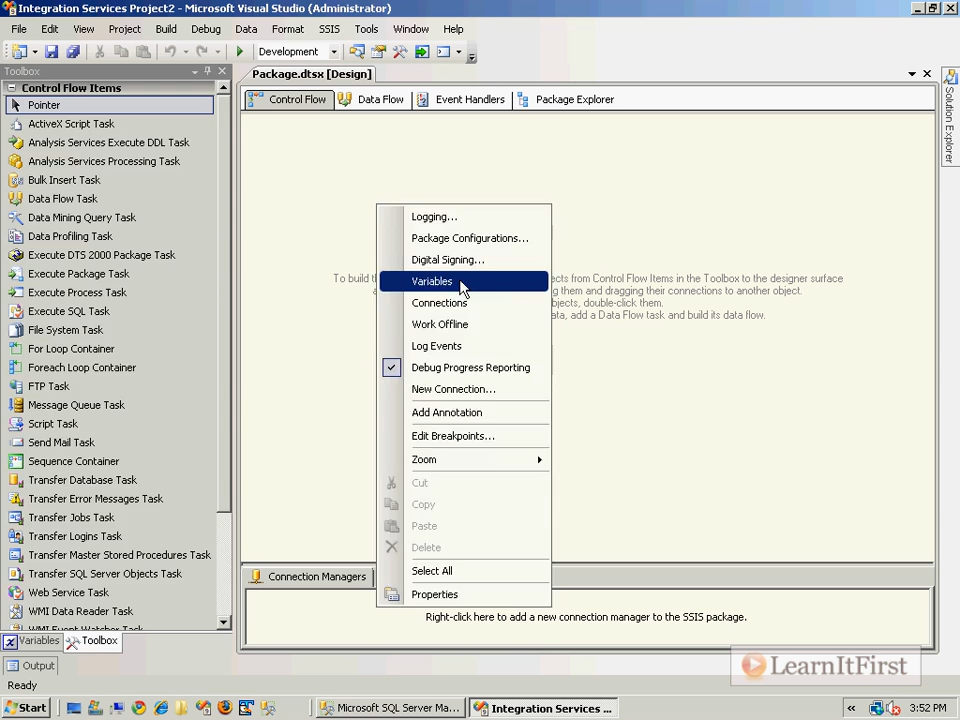 Integration Services Project2 - Microsoft Visual Studio (Administrator)
File Edit View Project Build Debug Data Format SSIS Tools Window Help
Development
Toolbox
Package.dtsx [Design]
Control Flow Items
Control Flow Data Flow Event Handlers Package Explorer
Solution Explorer
Pointer
ActiveX Script Task
Analysis Services Execute DDL Task
Analysis Services Processing Task
Bulk Insert Task
Data Flow Task
Data Mining Query Task
Data Profiling Task
Execute DTS 2000 Package Task
Execute Package Task
Execute Process Task
Execute SQL Task
File System Task
For Loop Container
Foreach Loop Container
FTP Task
Message Queue Task
Script Task
Send Mail Task
Sequence Container
Transfer Database Task
Transfer Error Messages Task
Transfer Jobs Task
Transfer Logins Task
Transfer Master Stored Procedures Task
Transfer SQL Server Objects Task
Web Service Task
WMI Data Reader Task
WMI Event Watcher Task
Logging...
Package Configurations...
Digital Signing...
Variables
Connections
Work Offline
Log Events
Debug Progress Reporting
New Connection...
Add Annotation
Edit Breakpoints...
Zoom
Cut
Copy
Paste
Delete
Select All
Properties
To build th
ects from Control Flow Items in the Toolbox to the designer surface
a
ng them and dragging their connections to another object.
bjects, double-click them.
ata, add a Data Flow task and build its data flow.
Connection Managers
Right-click here to add a new connection manager to the SSIS package.
Variables Toolbox
Output
Ready
LearnItFirst
Start
Microsoft SQL Server Ma...
Integration Services ...
3:52 PM